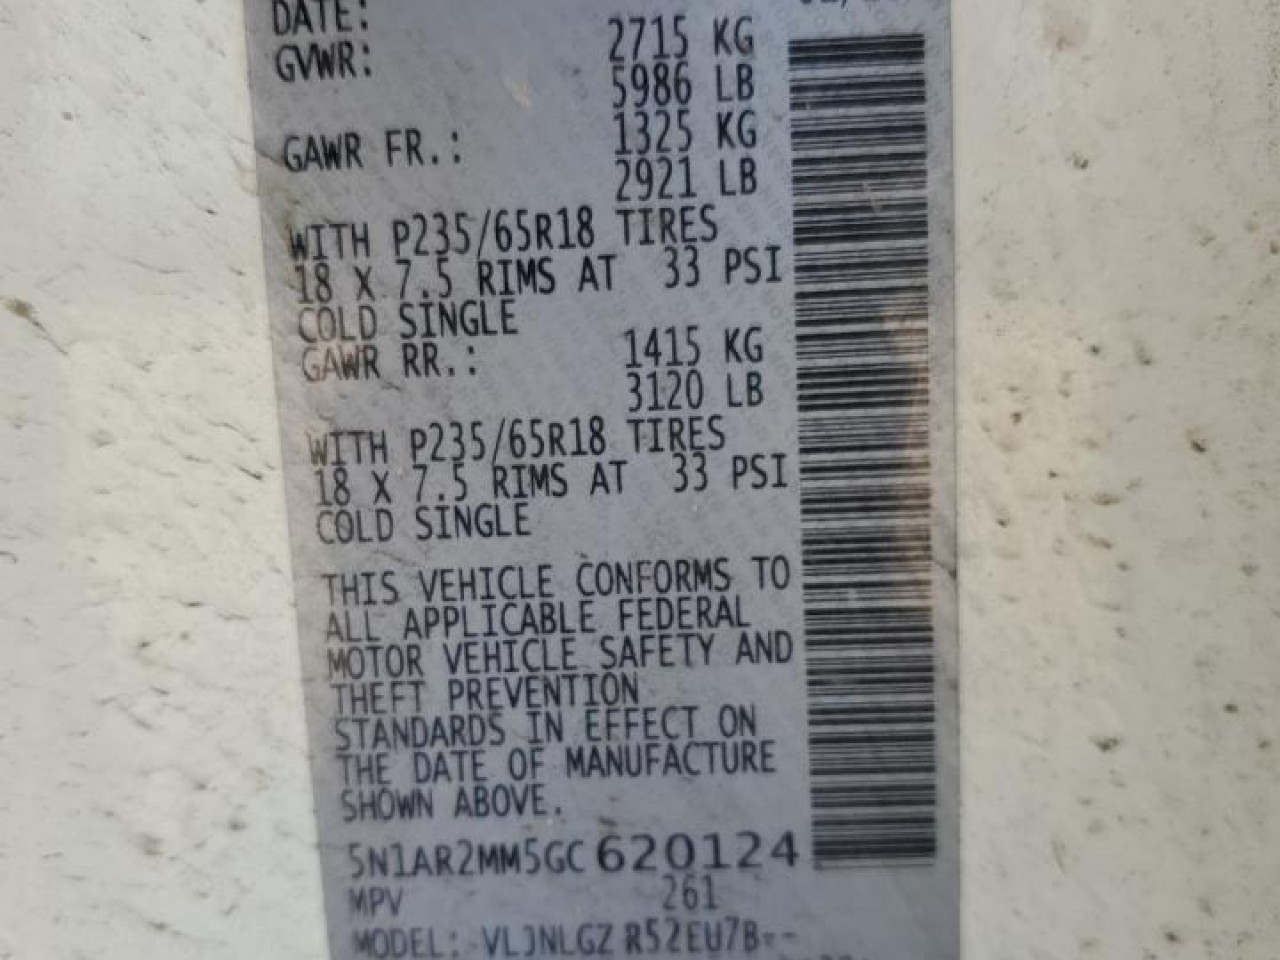 DATE:
GVWR: 2715 KG
5986 LB
GAWR FR.: 1325 KG
2921 LB
WITH P235/65R18 TIRES
18 X 7.5 RIMS AT 33 PSI
COLD SINGLE
GAWR RR.: 1415 KG
3120 LB
WITH P235/65R18 TIRES
18 X 7.5 RIMS AT 33 PSI
COLD SINGLE
THIS VEHICLE CONFORMS TO
ALL APPLICABLE FEDERAL
MOTOR VEHICLE SAFETY AND
THEFT PREVENTION
STANDARDS IN EFFECT ON
THE DATE OF MANUFACTURE
SHOWN ABOVE.
5N1AR2MM5GC620124
MPV 261
MODEL: VLJNLGZ R52EU7B--